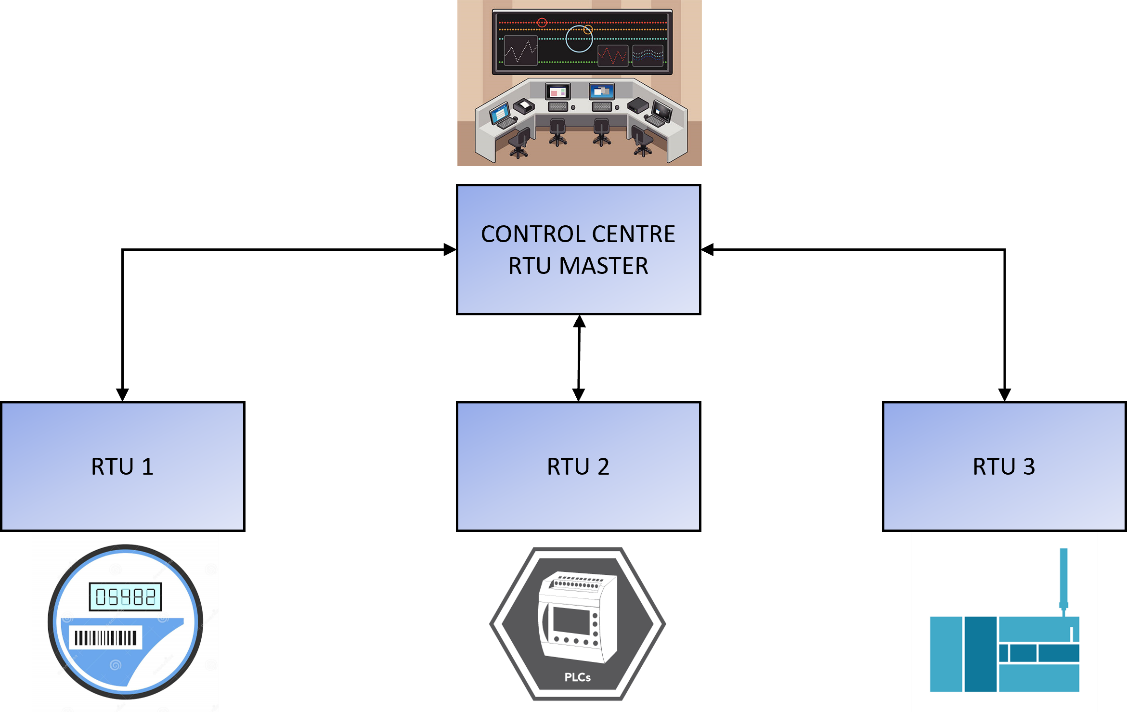 CONTROL CENTRE
RTU MASTER
RTU 1
RTU 2
RTU 3
05482
PLCs